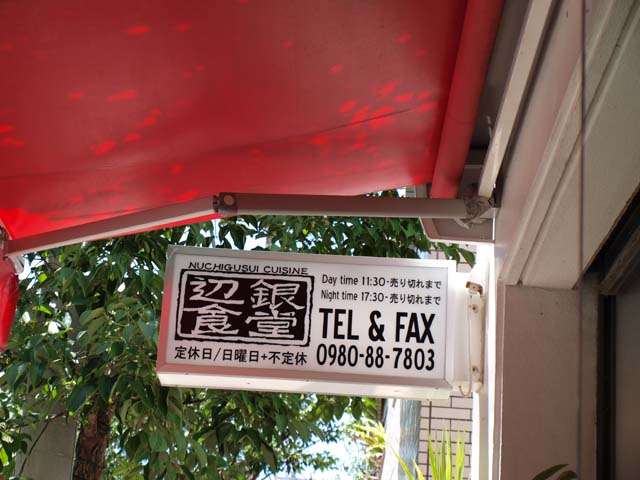 NUCHIGUSUI CUISINE
辺銀食堂
定休日/日曜日+不定休
Day time 11:30-売り切れまで
Night time 17:30-売り切れまで
TEL & FAX
0980-88-7803